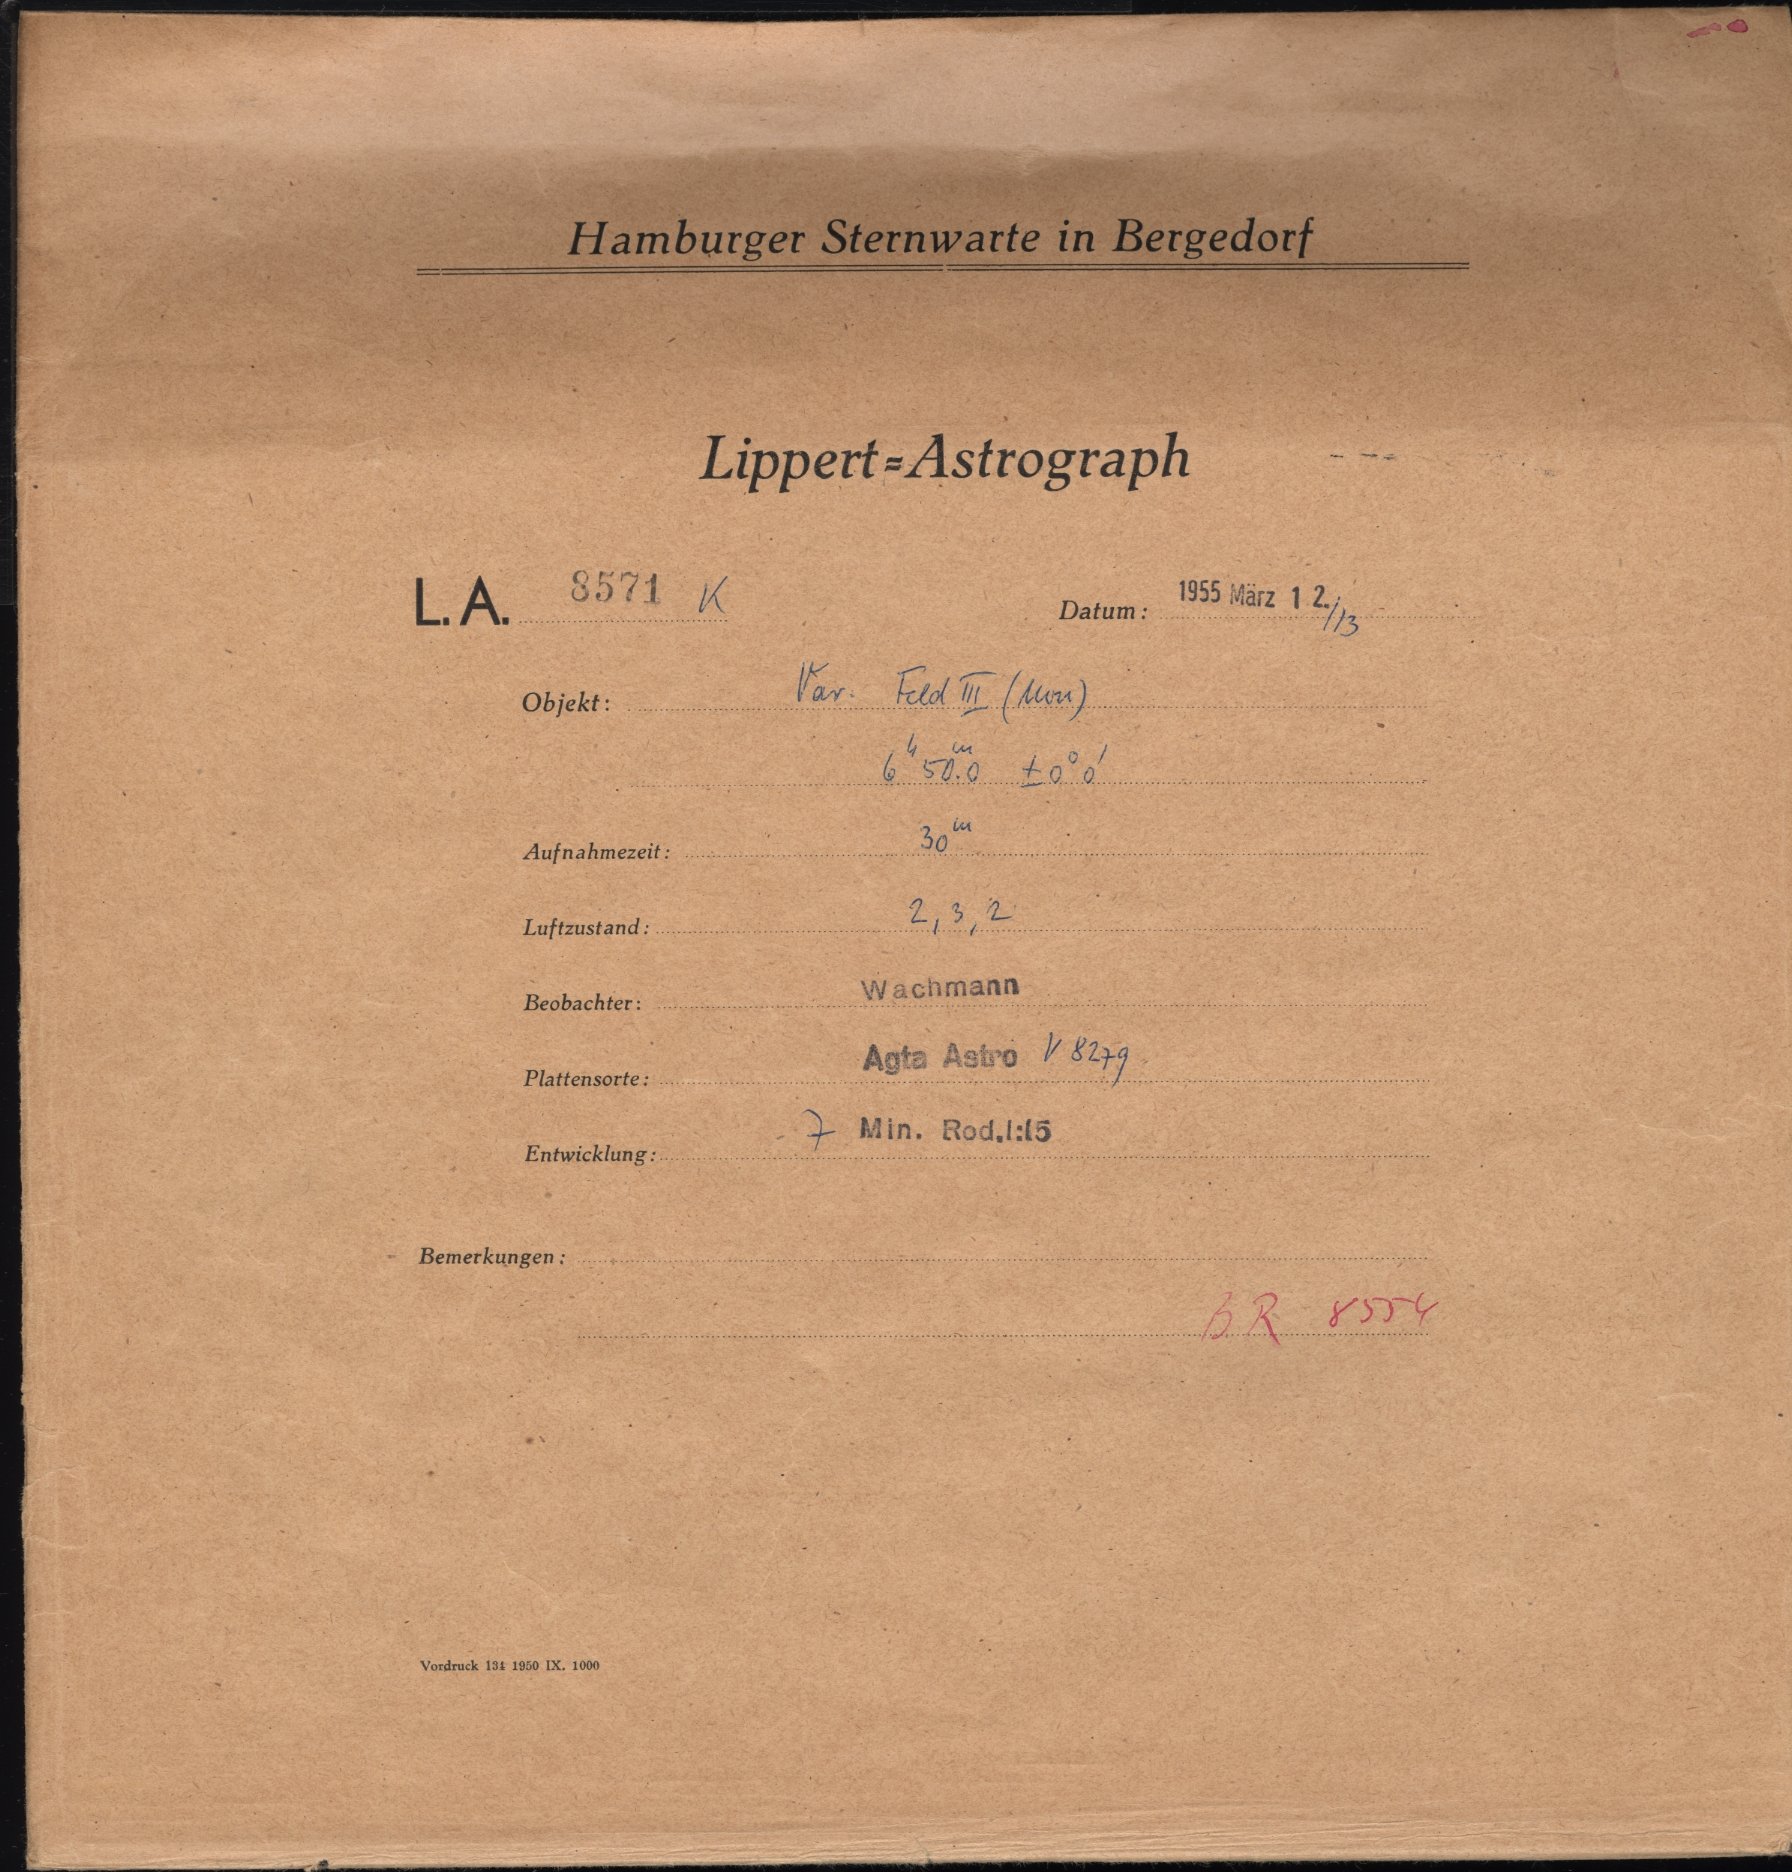 Hamburger Sternwarte in Bergedorf
Lippert=Astrograph
L. A. 8571 K Datum: 1955 März 12./13
Objekt: Var. Feld III (Mon)
6h 50.0m ±0° 0'
Aufnahmezeit: 30m
Luftzustand: 2, 3, 2
Beobachter: Wachmann
Plattensorte: Agfa Astro V 8279
Entwicklung: 7 Min. Rod. 1:15
Bemerkungen:
BR 8554
Vordruck 134 1950 IX. 1000